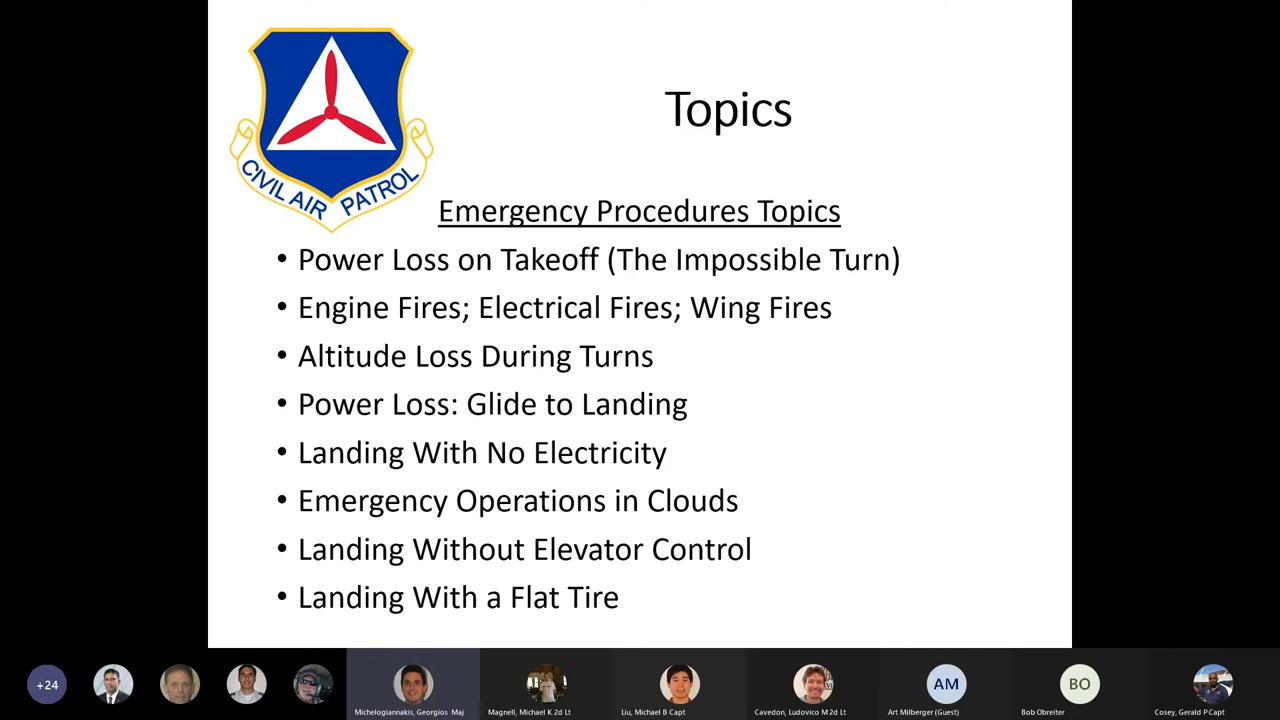 CIVIL AIR PATROL
Topics
Emergency Procedures Topics
• Power Loss on Takeoff (The Impossible Turn)
• Engine Fires; Electrical Fires; Wing Fires
• Altitude Loss During Turns
• Power Loss: Glide to Landing
• Landing With No Electricity
• Emergency Operations in Clouds
• Landing Without Elevator Control
• Landing With a Flat Tire
+24
AM
BO
Michelogiannakis, Georgios Maj
Magnell, Michael K 2d Lt
Liu, Michael B Capt
Cavedon, Ludovico M 2d Lt
Art Milberger (Guest)
Bob Obreiter
Cosey, Gerald P Capt